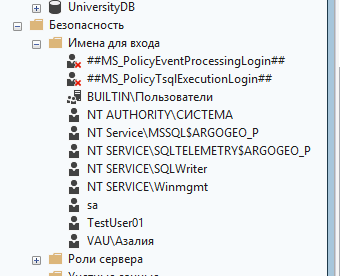 UniversityDB
Безопасность
Имена для входа
##MS_PolicyEventProcessingLogin##
##MS_PolicyTsqlExecutionLogin##
BUILTIN\Пользователи
NT AUTHORITY\СИСТЕМА
NT Service\MSSQL$ARGOGEO_P
NT SERVICE\SQLTELEMETRY$ARGOGEO_P
NT SERVICE\SQLWriter
NT SERVICE\Winmgmt
sa
TestUser01
VAU\Азалия
Роли сервера